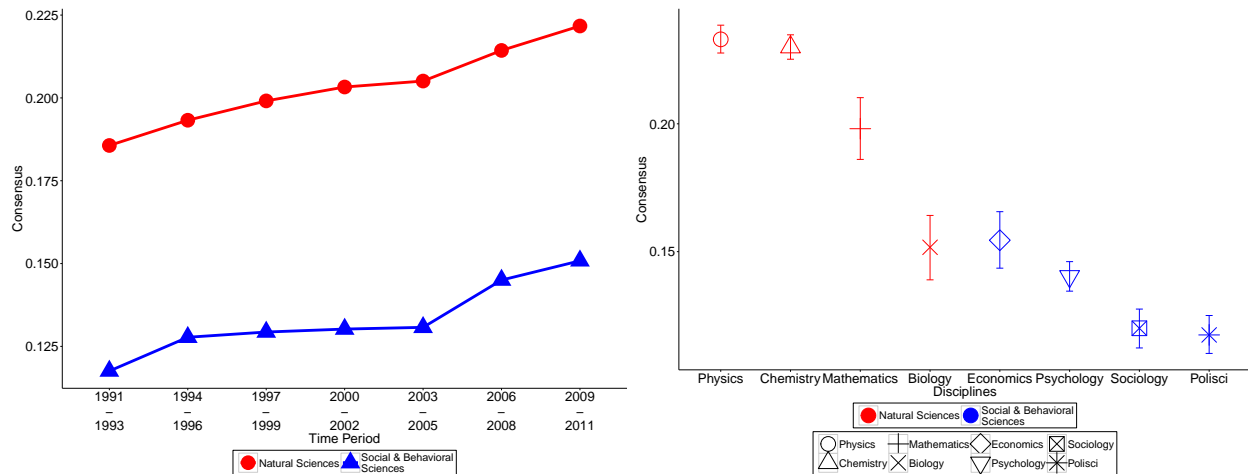 0.225
0.200
0.175
0.150
0.125
Consensus
1991 1994 1997 2000 2003 2006 2009
– – – – – – –
1993 1996 1999 2002 2005 2008 2011
Time Period
Natural Sciences Social & Behavioral
Sciences
0.20
0.15
Consensus
Physics Chemistry Mathematics Biology Economics Psychology Sociology Polisci
Disciplines
Natural Sciences Social & Behavioral
Sciences
Physics Mathematics Economics Sociology
Chemistry Biology Psychology Polisci